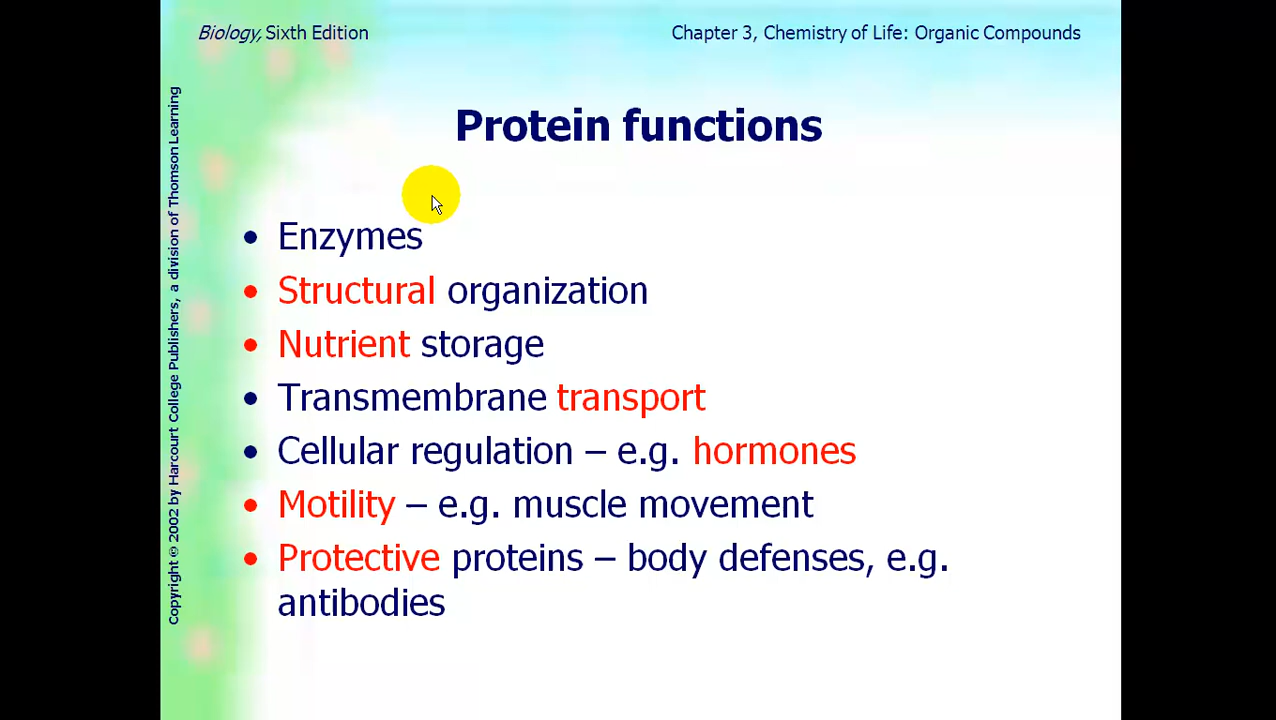 Biology, Sixth Edition
Chapter 3, Chemistry of Life: Organic Compounds
Protein functions
• Enzymes
• Structural organization
• Nutrient storage
• Transmembrane transport
• Cellular regulation – e.g. hormones
• Motility – e.g. muscle movement
• Protective proteins – body defenses, e.g.
antibodies
Copyright © 2002 by Harcourt College Publishers, a division of Thomson Learning